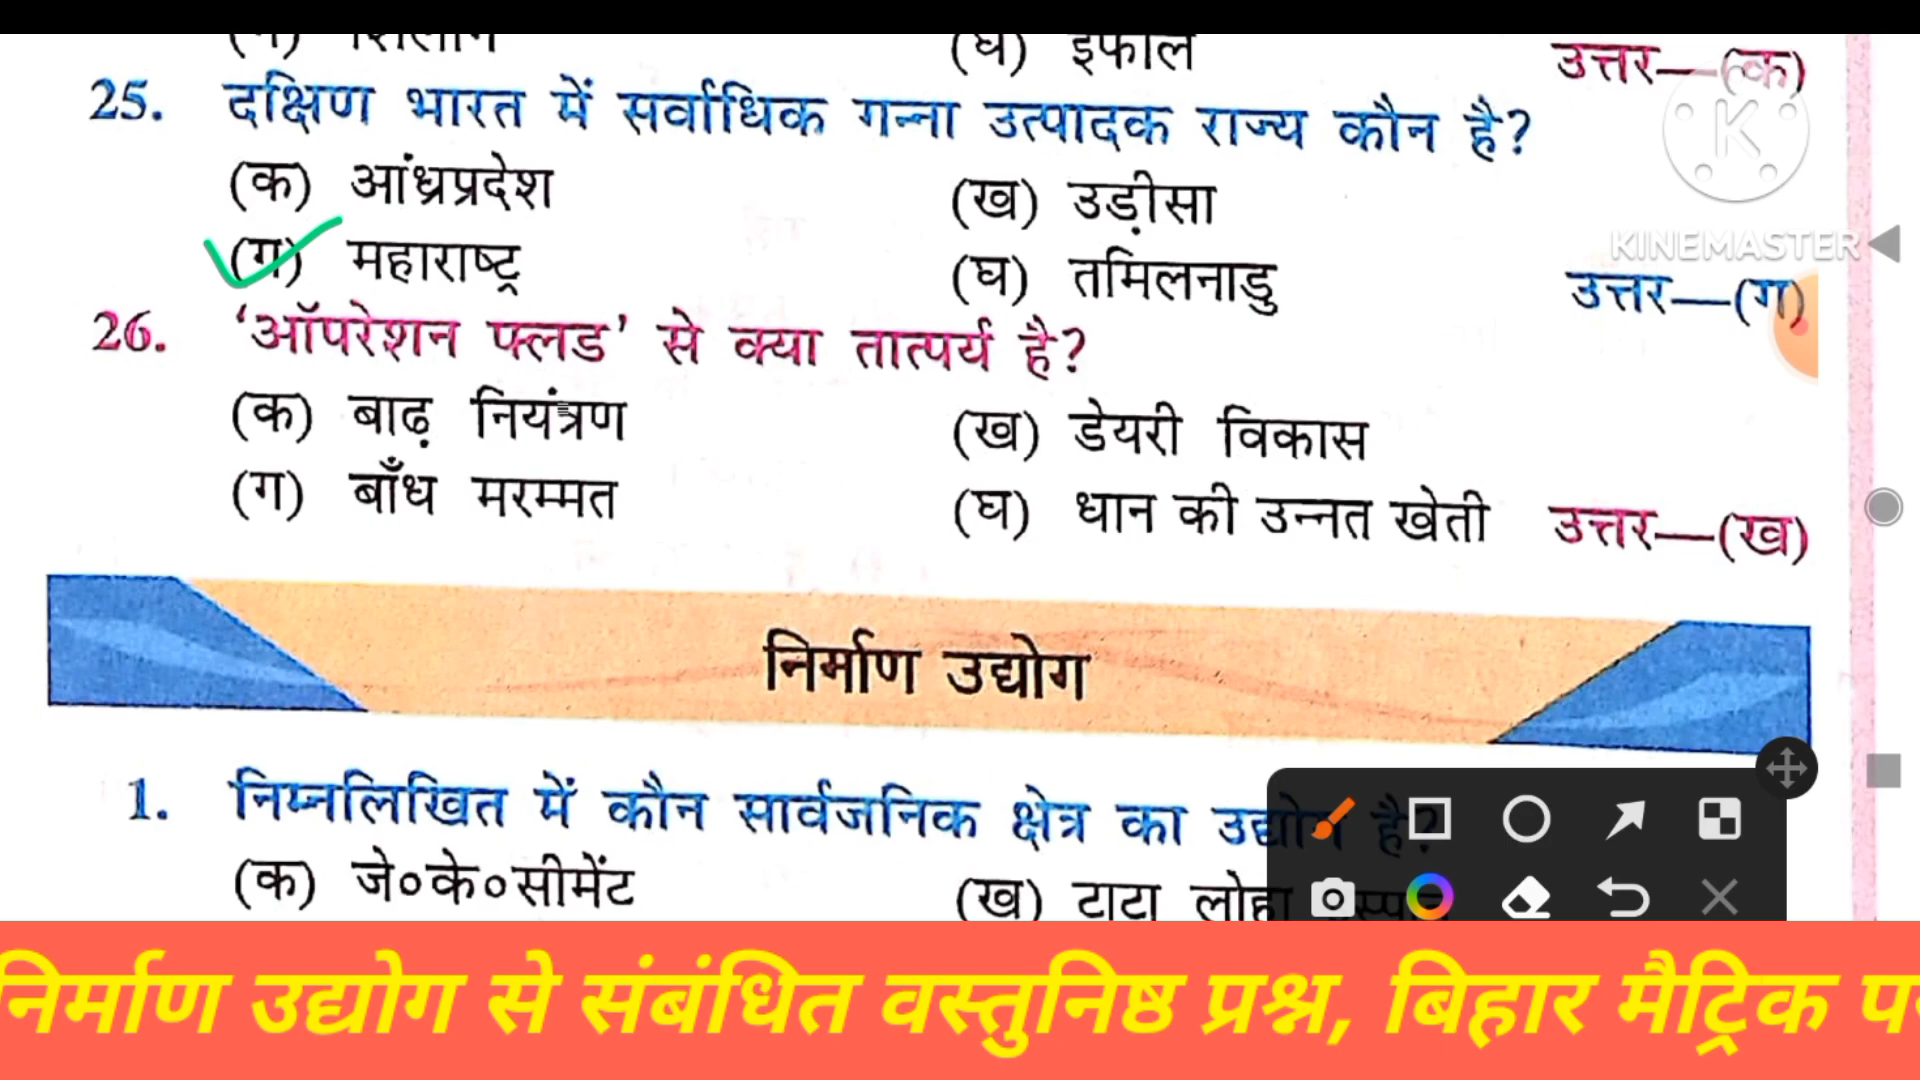 (ग) शिलांग (घ) इंफाल उत्तर—(क)
25. दक्षिण भारत में सर्वाधिक गन्ना उत्पादक राज्य कौन है?
(क) आंध्रप्रदेश (ख) उड़ीसा
(ग) महाराष्ट्र (घ) तमिलनाडु उत्तर—(ग)
KINEMASTER
26. ‘ऑपरेशन फ्लड’ से क्या तात्पर्य है?
(क) बाढ़ नियंत्रण (ख) डेयरी विकास
(ग) बाँध मरम्मत (घ) धान की उन्नत खेती उत्तर—(ख)
निर्माण उद्योग
1. निम्नलिखित में कौन सार्वजनिक क्षेत्र का उद्योग है?
(क) जे०के०सीमेंट (ख) टाटा लोहा
निर्माण उद्योग से संबंधित वस्तुनिष्ठ प्रश्न, बिहार मैट्रिक